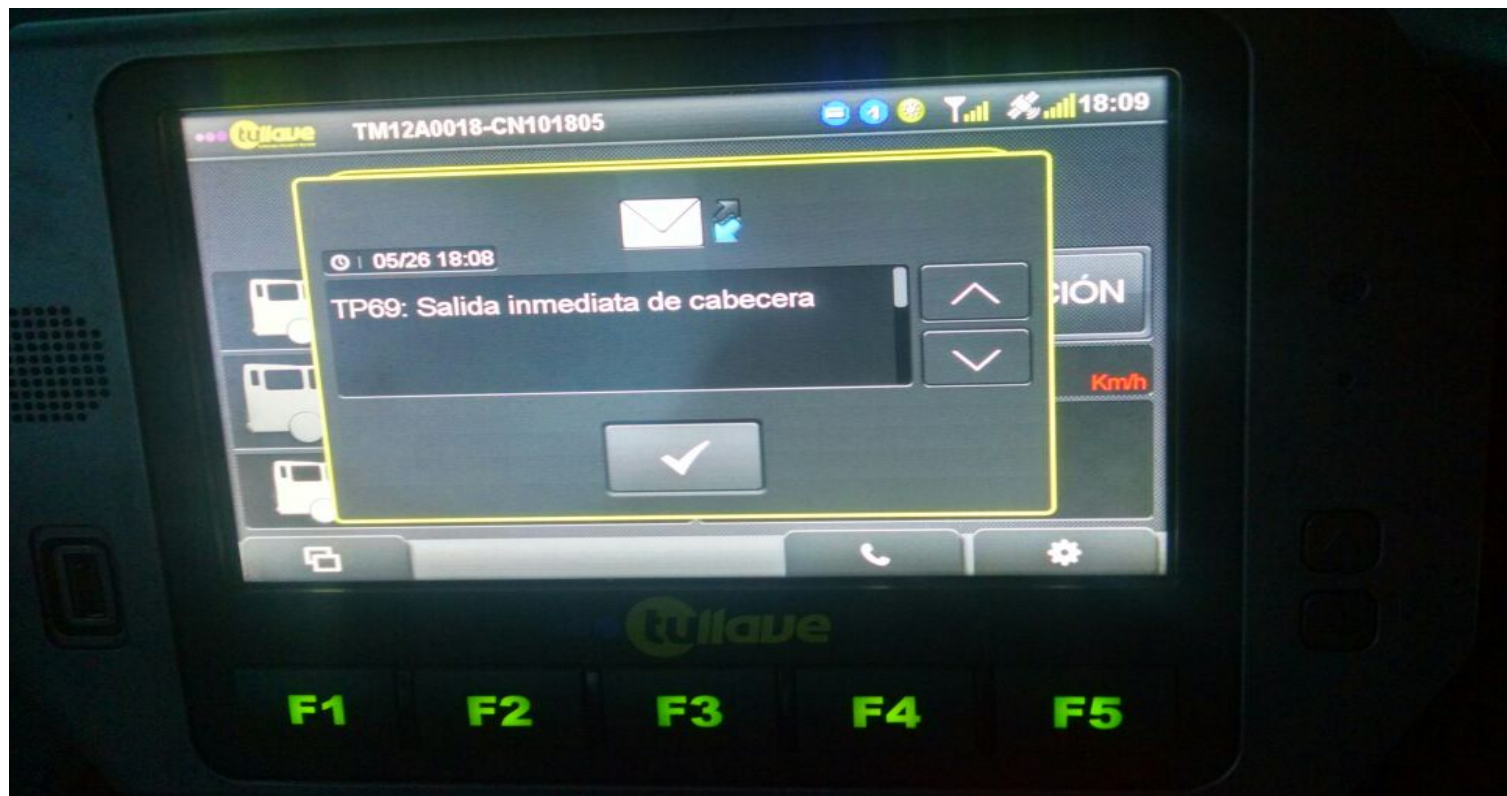 tullave TM12A0018-CN101805 18:09
05/26 18:08
TP69: Salida inmediata de cabecera
CIÓN
Km/h
tullave
F1 F2 F3 F4 F5